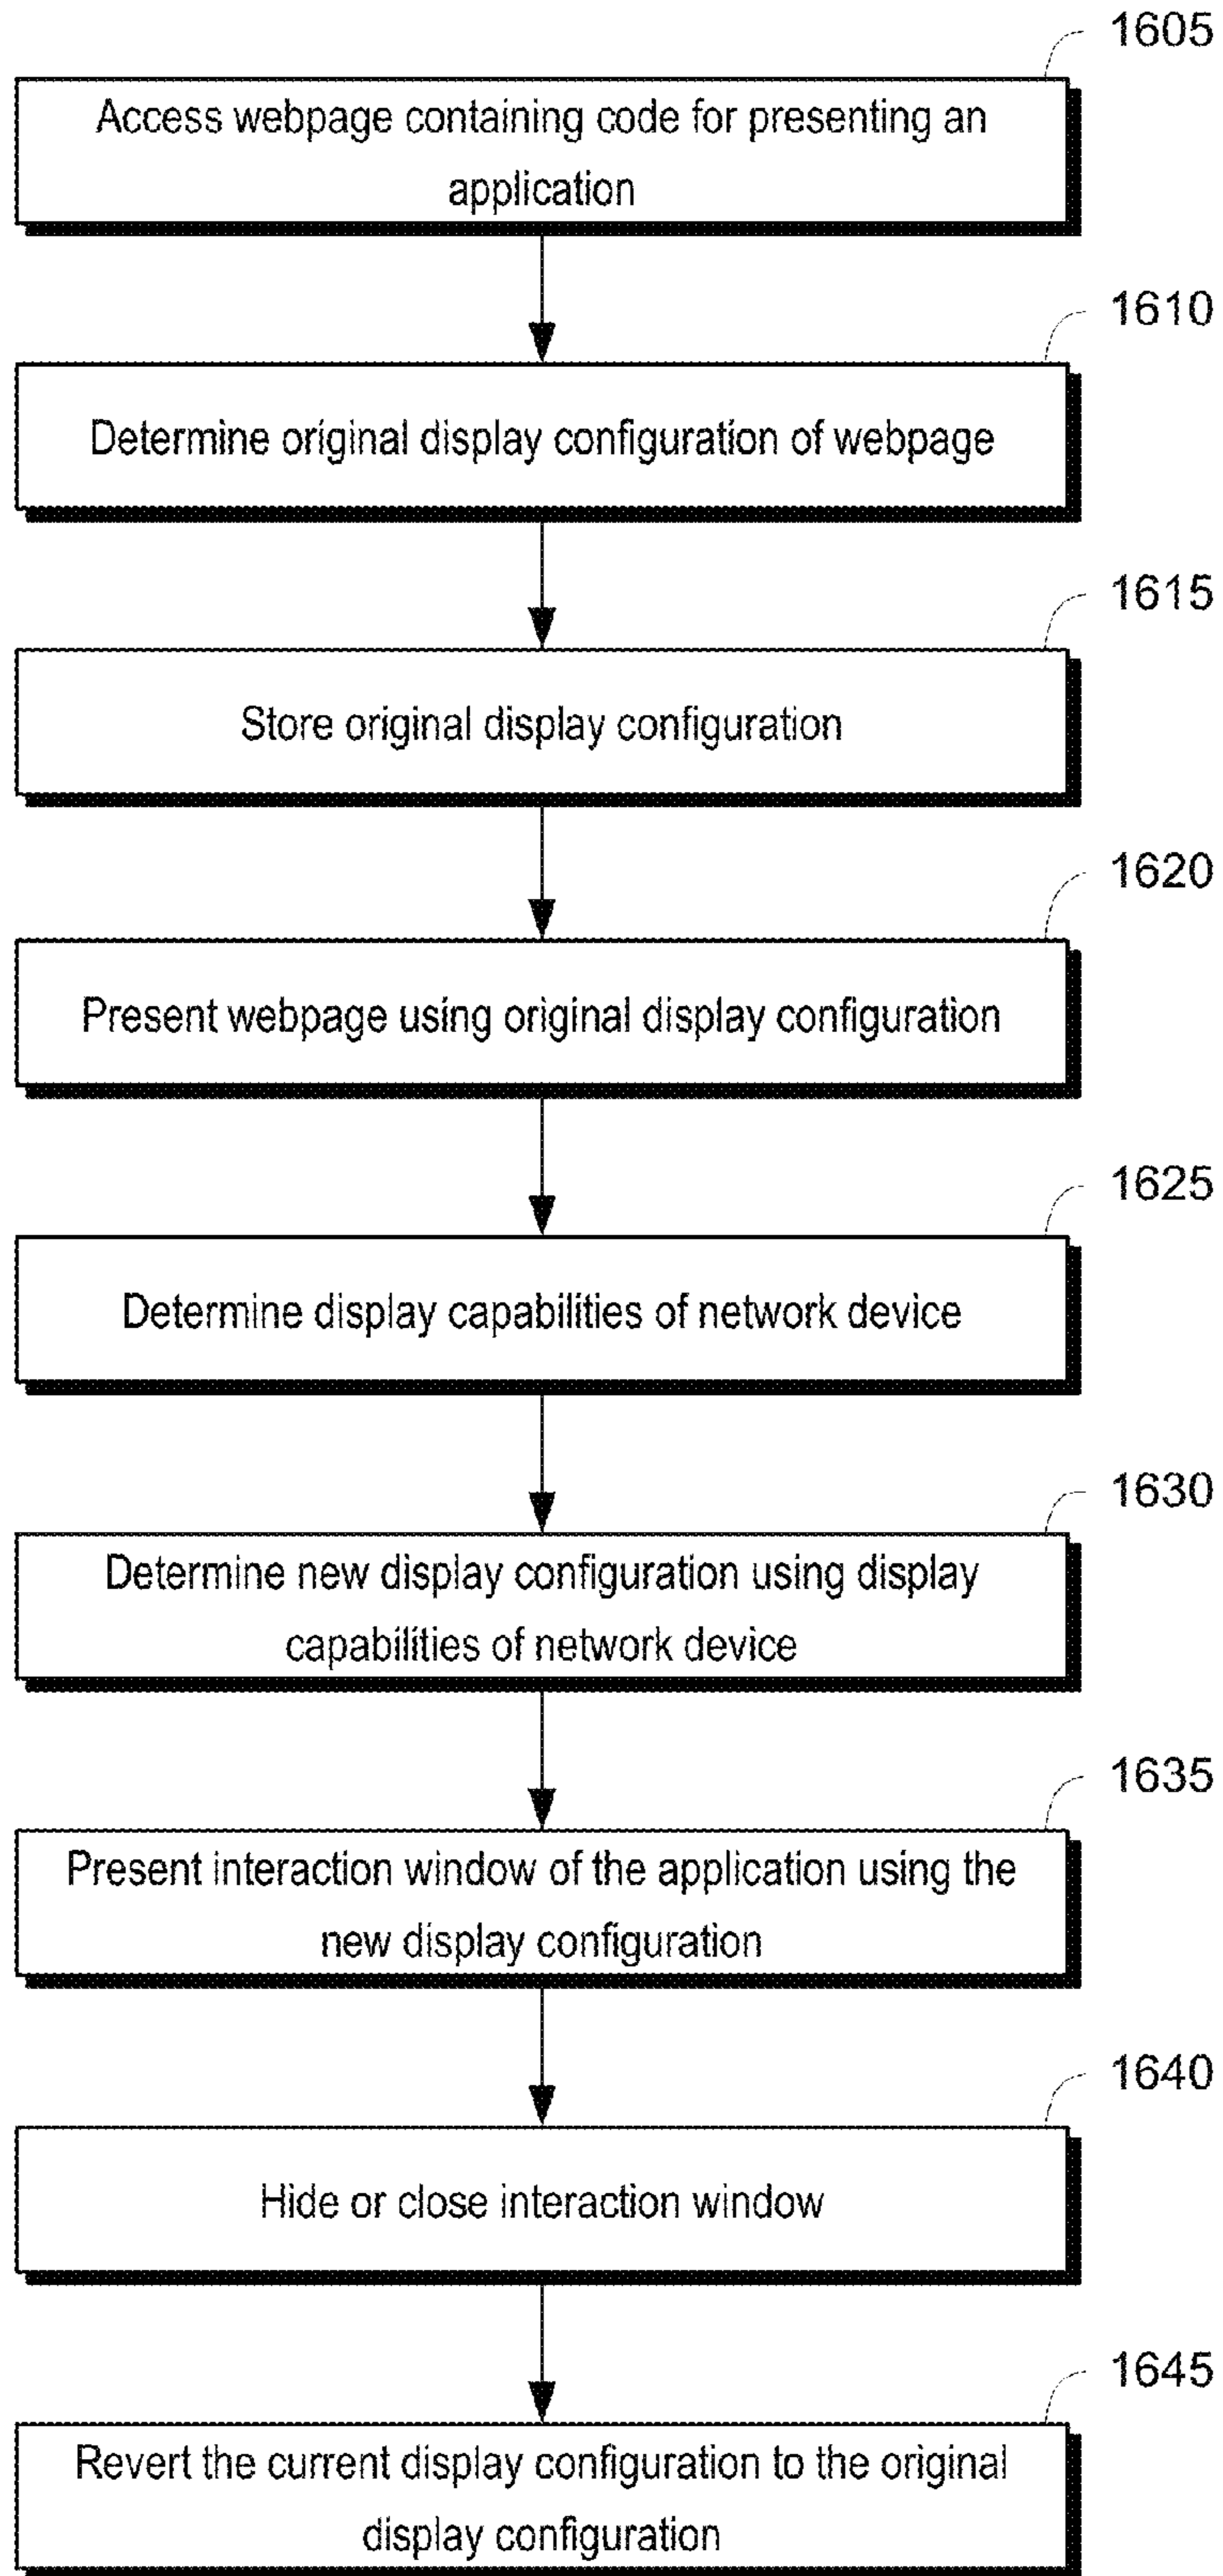 1605
Access webpage containing code for presenting an
application
1610
Determine original display configuration of webpage
1615
Store original display configuration
1620
Present webpage using original display configuration
1625
Determine display capabilities of network device
1630
Determine new display configuration using display
capabilities of network device
1635
Present interaction window of the application using the
new display configuration
1640
Hide or close interaction window
1645
Revert the current display configuration to the original
display configuration